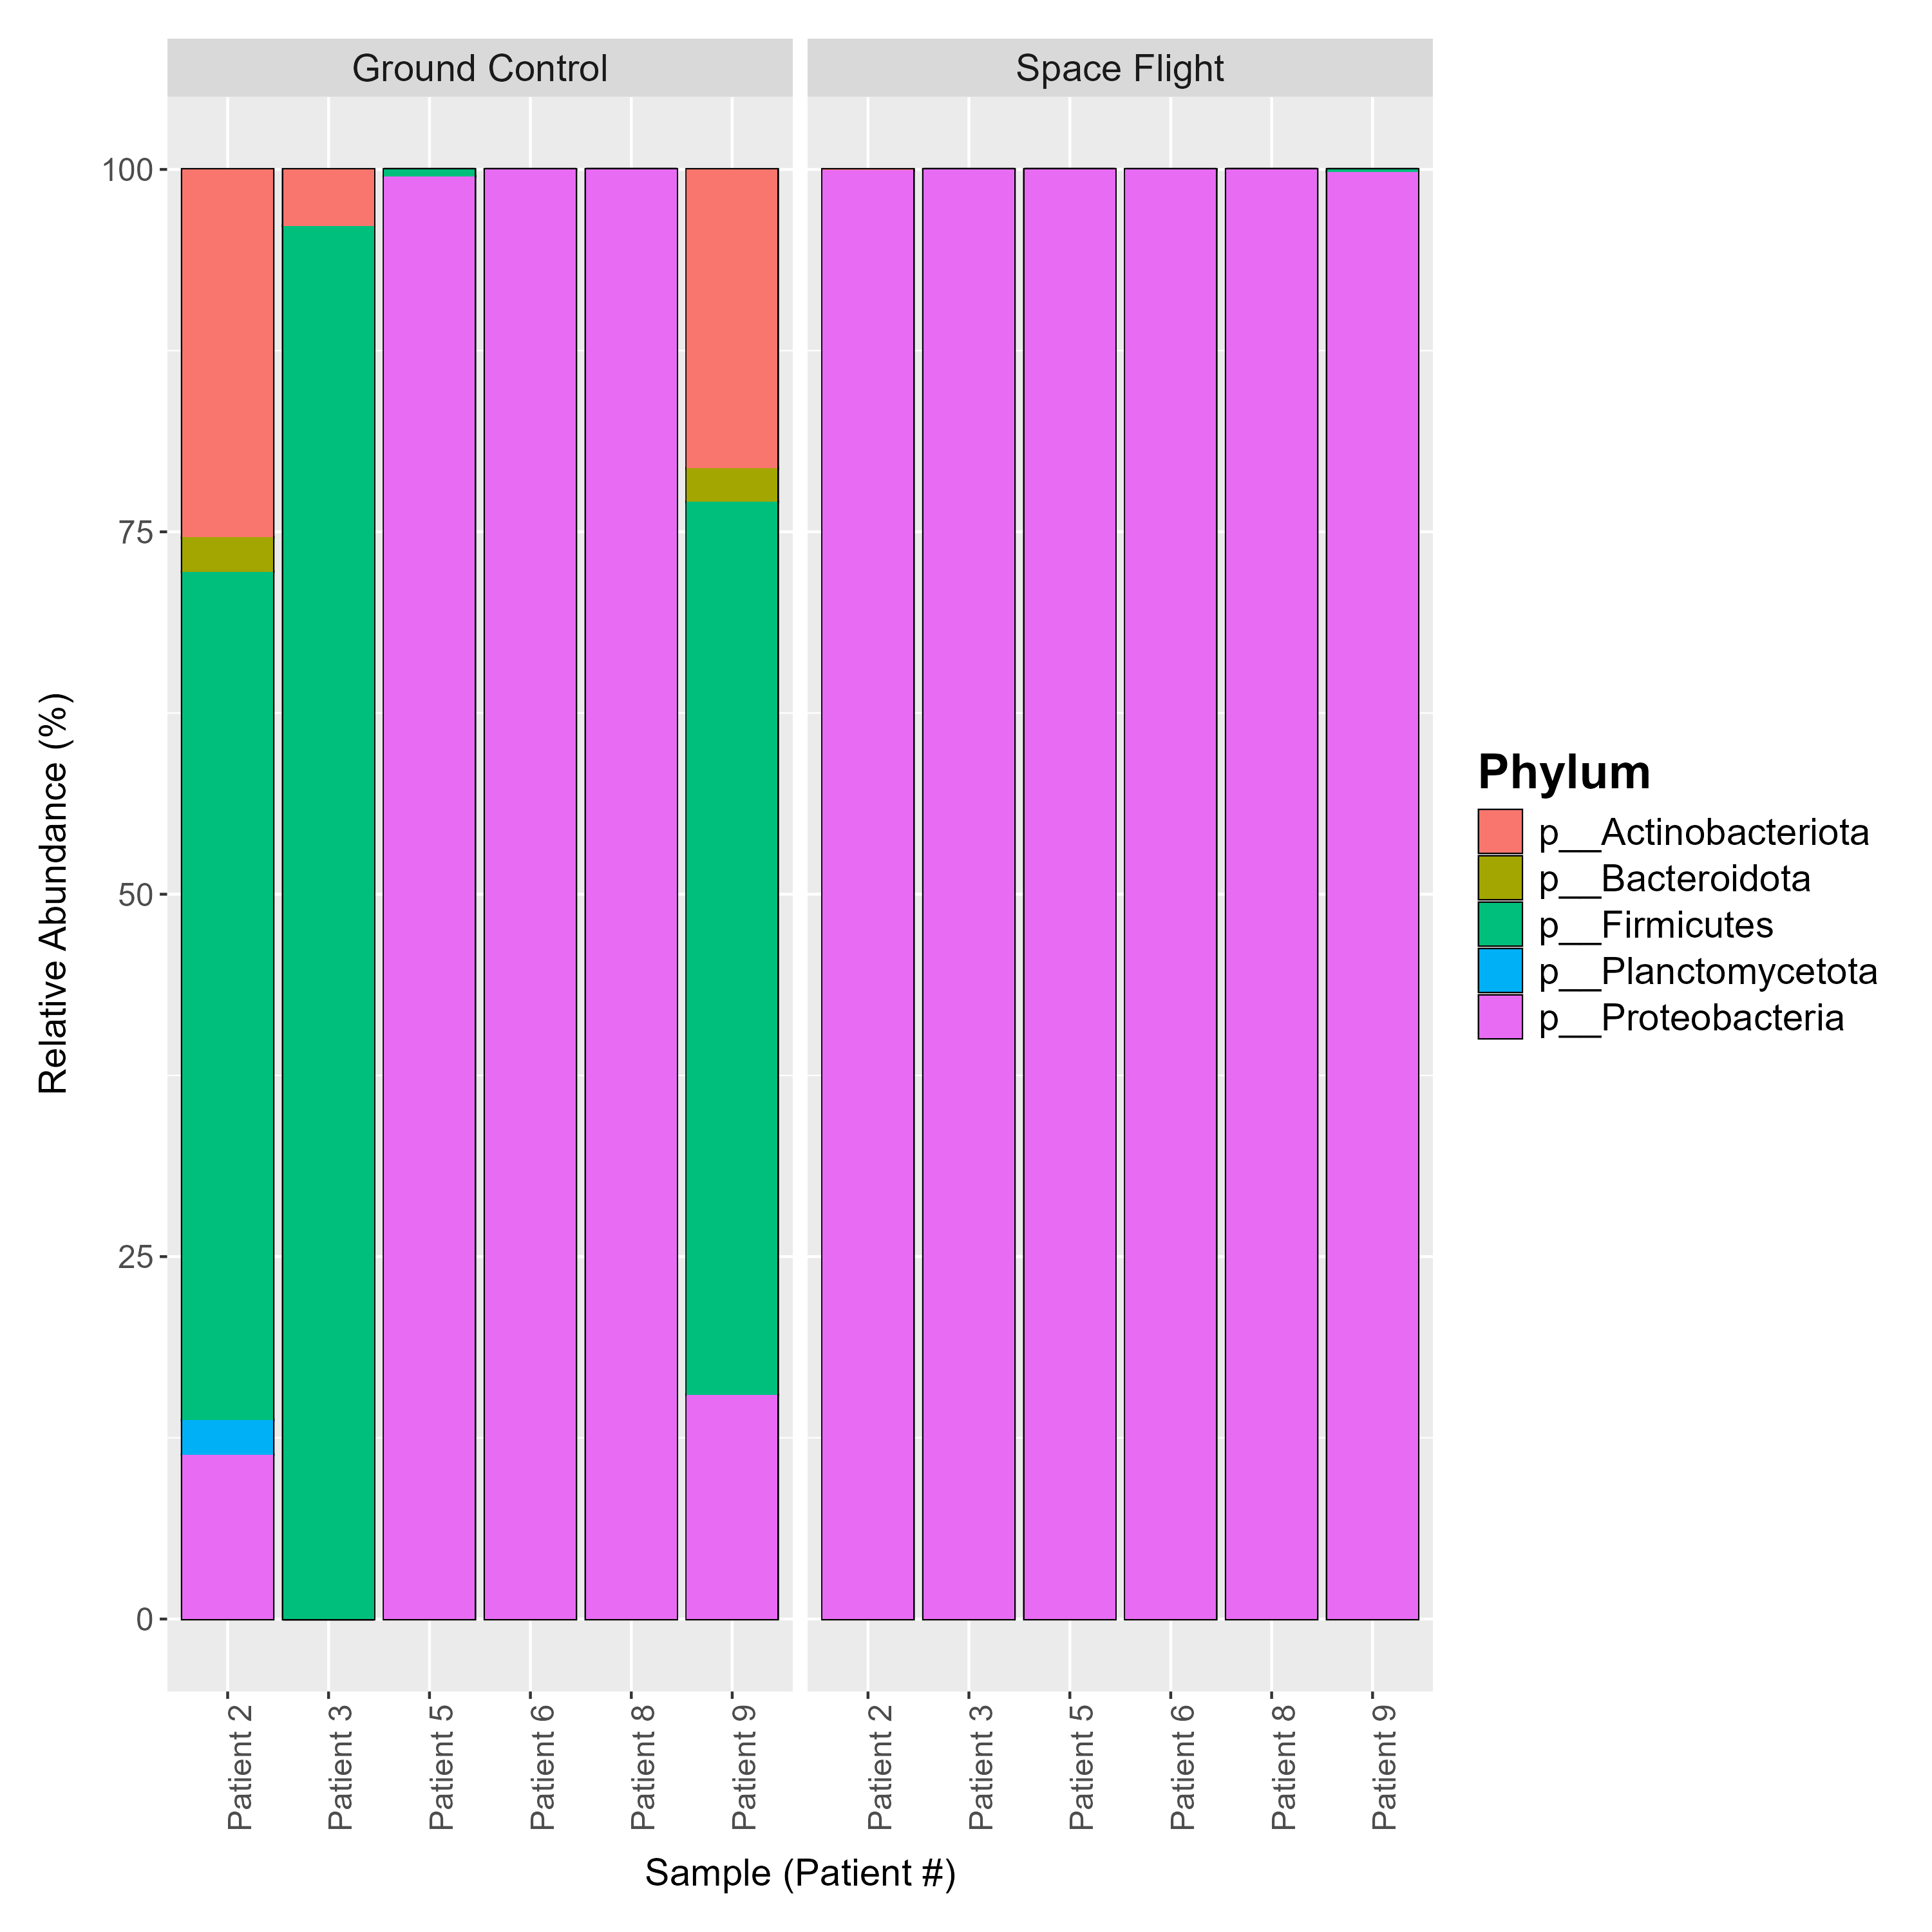 Ground Control
Space Flight
100
75
50
25
0
Relative Abundance (%)
Patient 2
Patient 3
Patient 5
Patient 6
Patient 8
Patient 9
Patient 2
Patient 3
Patient 5
Patient 6
Patient 8
Patient 9
Sample (Patient #)
Phylum
p__Actinobacteriota
p__Bacteroidota
p__Firmicutes
p__Planctomycetota
p__Proteobacteria